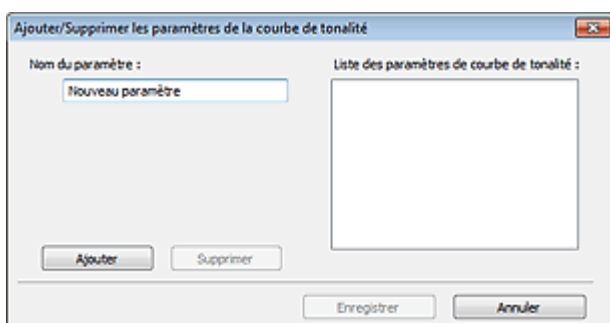 Ajouter/Supprimer les paramètres de la courbe de tonalité
Nom du paramètre :
Liste des paramètres de courbe de tonalité :
Nouveau paramètre
Ajouter
Supprimer
Enregistrer
Annuler